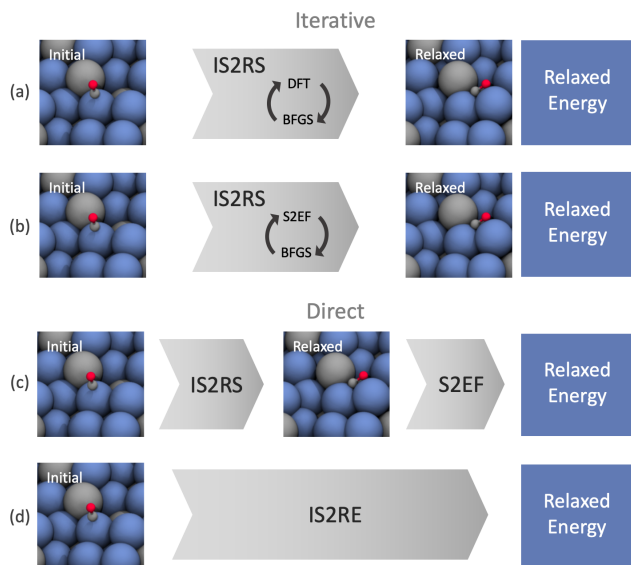 Iterative
(a)
Initial
IS2RS
DFT
BFGS
Relaxed
Relaxed
Energy
(b)
Initial
IS2RS
S2EF
BFGS
Relaxed
Relaxed
Energy
Direct
(c)
Initial
IS2RS
Relaxed
S2EF
Relaxed
Energy
(d)
Initial
IS2RE
Relaxed
Energy